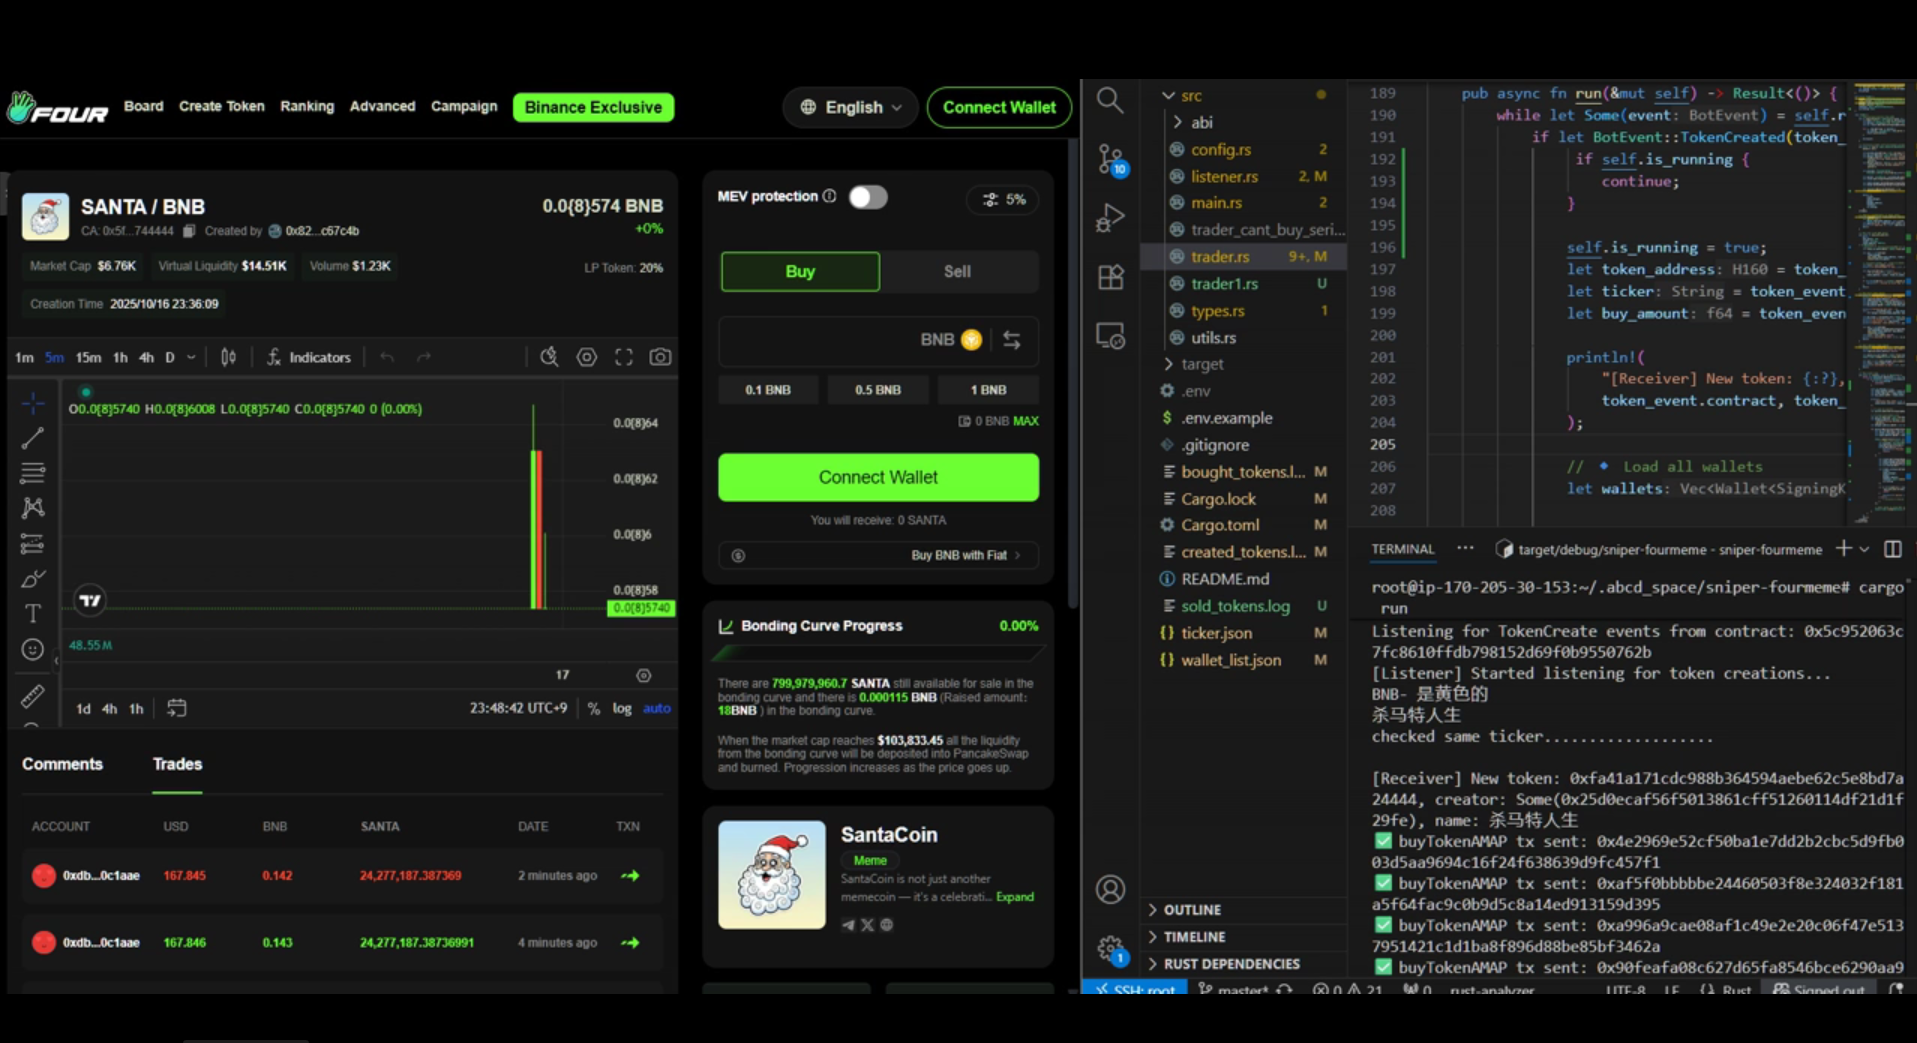 FOUR
Board Create Token Ranking Advanced Campaign Binance Exclusive
English
Connect Wallet
SANTA / BNB
CA: 0x5f...744444 Created by 0x82...c67c4b
0.0{8}574 BNB
+0%
Market Cap $6.76K Virtual Liquidity $14.51K Volume $1.23K
LP Token: 20%
Creation Time 2025/10/16 23:36:09
1m 5m 15m 1h 4h D Indicators
O0.0{8}5740 H0.0{8}6008 L0.0{8}5740 C0.0{8}5740 0 (0.00%)
0.0{8}64
0.0{8}62
0.0{8}6
0.0{8}58
0.0{8}5740
48.55M
17
1d 4h 1h
23:48:42 UTC+9 % log auto
Comments Trades
ACCOUNT USD BNB SANTA DATE TXN
0xdb...0c1aae 167.845 0.142 24,277,187.387369 2 minutes ago
0xdb...0c1aae 167.846 0.143 24,277,187.38736991 4 minutes ago
MEV protection
5%
Buy
Sell
BNB
0.1 BNB 0.5 BNB 1 BNB
0 BNB MAX
Connect Wallet
You will receive: 0 SANTA
Buy BNB with Fiat
Bonding Curve Progress 0.00%
There are 799,979,960.7 SANTA still available for sale in the
bonding curve and there is 0.000115 BNB (Raised amount:
18BNB ) in the bonding curve.
When the market cap reaches $103,833.45 all the liquidity
from the bonding curve will be deposited into PancakeSwap
and burned. Progression increases as the price goes up.
SantaCoin
Meme
SantaCoin is not just another
memecoin — it's a celebrati... Expand
10
1
src
abi
config.rs 2
listener.rs 2, M
main.rs 2
trader_cant_buy_seri...
trader.rs 9+, M
trader1.rs U
types.rs 1
utils.rs
target
.env
.env.example
.gitignore
bought_tokens.l... M
Cargo.lock M
Cargo.toml M
created_tokens.l... M
README.md
sold_tokens.log U
ticker.json M
wallet_list.json M
OUTLINE
TIMELINE
RUST DEPENDENCIES
189 pub async fn run(&mut self) -> Result<()> {
190 while let Some(event: BotEvent) = self.r
191 if let BotEvent::TokenCreated(token_
192 if self.is_running {
193 continue;
194 }
195
196 self.is_running = true;
197 let token_address: H160 = token_
198 let ticker: String = token_event
199 let buy_amount: f64 = token_even
200
201 println!(
202 "[Receiver] New token: {:?},
203 token_event.contract, token_
204 );
205
206 // 🔹 Load all wallets
207 let wallets: Vec<Wallet<SigningK
208
TERMINAL ··· target/debug/sniper-fourmeme - sniper-fourmeme
root@ip-170-205-30-153:~/.abcd_space/sniper-fourmeme# cargo
run
Listening for TokenCreate events from contract: 0x5c952063c
7fc8610ffdb798152d69f0b9550762b
[Listener] Started listening for token creations...
BNB- 是黄色的
杀马特人生
checked same ticker...................
[Receiver] New token: 0xfa41a171cdc988b364594aebe62c5e8bd7a
24444, creator: Some(0x25d0ecaf56f5013861cff51260114df21d1f
29fe), name: 杀马特人生
✅ buyTokenAMAP tx sent: 0x4e2969e52cf50ba1e7dd2b2cbc5d9fb0
03d5aa9694c16f24f638639d9fc457f1
✅ buyTokenAMAP tx sent: 0xaf5f0bbbbbe24460503f8e324032f181
a5f64fac9c0b9d5c8a14ed913159d395
✅ buyTokenAMAP tx sent: 0xa996a9cae08af1c49e2e20c06f47e513
7951421c1d1ba8f896d88be85bf3462a
✅ buyTokenAMAP tx sent: 0x90feafa08c627d65fa8546bce6290aa9
SSH: root master* 0 21 0 rust-analyzer UTF-8 LF Rust Signed out